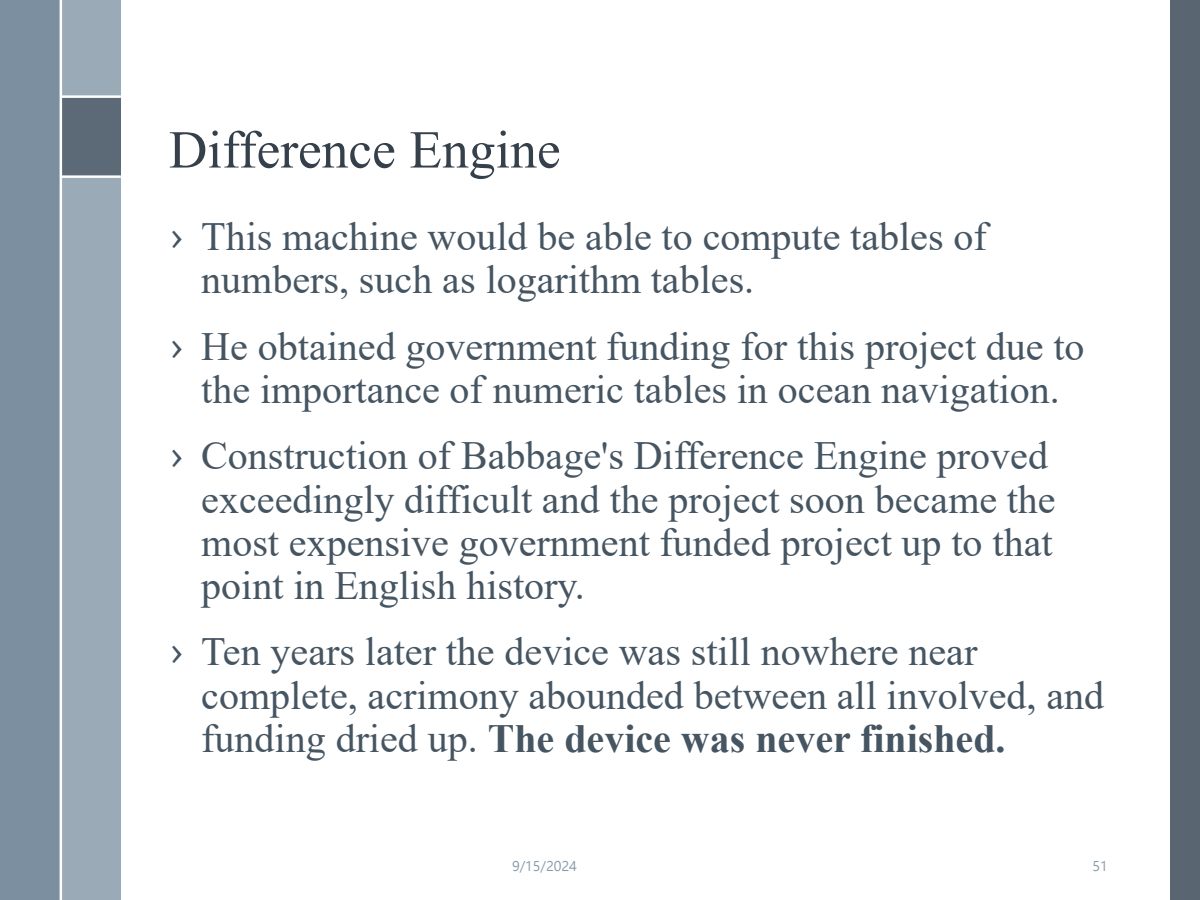 Difference Engine
› This machine would be able to compute tables of
numbers, such as logarithm tables.
› He obtained government funding for this project due to
the importance of numeric tables in ocean navigation.
› Construction of Babbage's Difference Engine proved
exceedingly difficult and the project soon became the
most expensive government funded project up to that
point in English history.
› Ten years later the device was still nowhere near
complete, acrimony abounded between all involved, and
funding dried up. The device was never finished.
9/15/2024
51